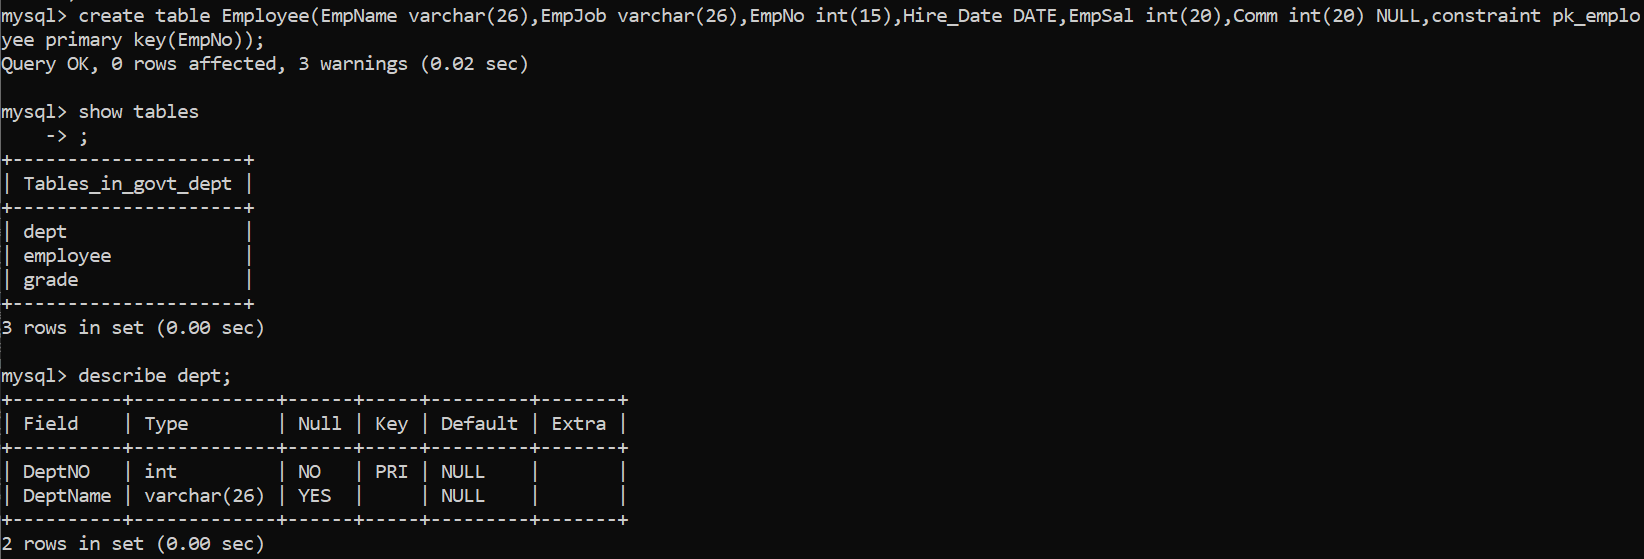 mysql> create table Employee(EmpName varchar(26),EmpJob varchar(26),EmpNo int(15),Hire_Date DATE,EmpSal int(20),Comm int(20) NULL,constraint pk_emplo
yee primary key(EmpNo));
Query OK, 0 rows affected, 3 warnings (0.02 sec)

mysql> show tables
    -> ;
+---------------------+
| Tables_in_govt_dept |
+---------------------+
| dept                |
| employee            |
| grade               |
+---------------------+
3 rows in set (0.00 sec)

mysql> describe dept;
+----------+-------------+------+-----+---------+-------+
| Field    | Type        | Null | Key | Default | Extra |
+----------+-------------+------+-----+---------+-------+
| DeptNO   | int         | NO   | PRI | NULL    |       |
| DeptName | varchar(26) | YES  |     | NULL    |       |
+----------+-------------+------+-----+---------+-------+
2 rows in set (0.00 sec)